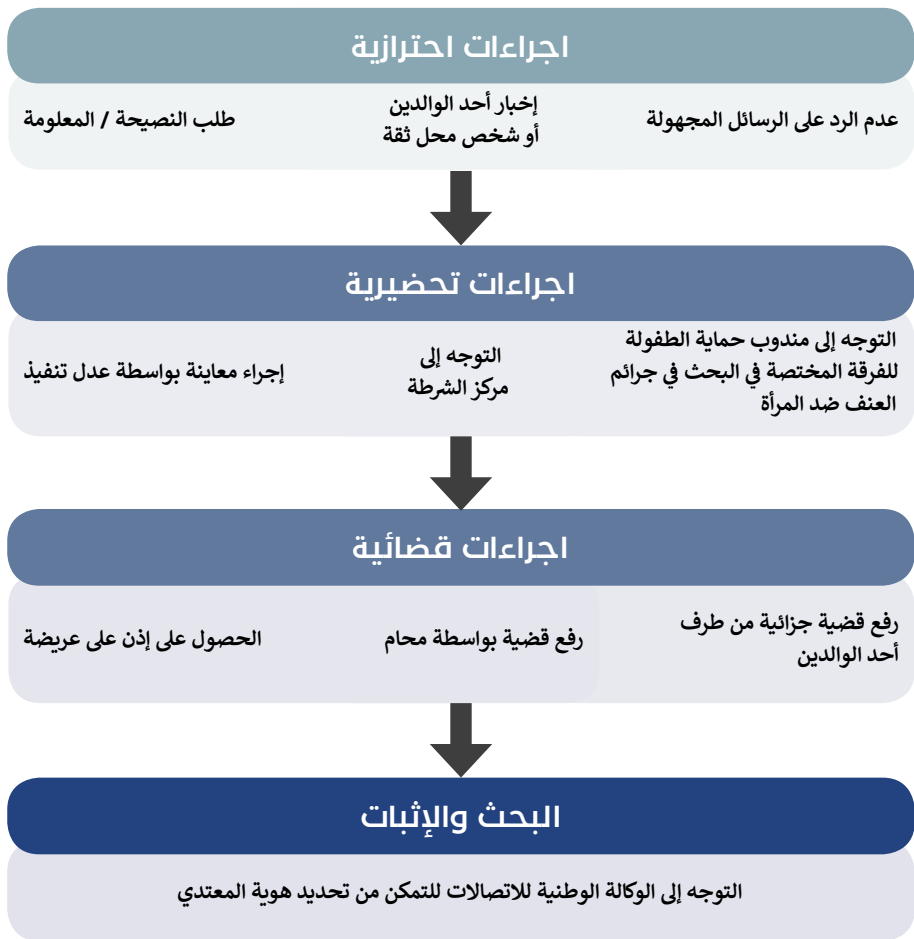 اجراءات احترازية
عدم الرد على الرسائل المجهولة
إخبار أحد الوالدين
أو شخص محل ثقة
طلب النصيحة / المعلومة
اجراءات تحضيرية
التوجه إلى مندوب حماية الطفولة
للفرقة المختصة في البحث في جرائم
العنف ضد المرأة
التوجه إلى
مركز الشرطة
إجراء معاينة بواسطة عدل تنفيذ
اجراءات قضائية
رفع قضية جزائية من طرف
أحد الوالدين
رفع قضية بواسطة محام
الحصول على إذن على عريضة
البحث والإثبات
التوجه إلى الوكالة الوطنية للاتصالات للتمكن من تحديد هوية المعتدي